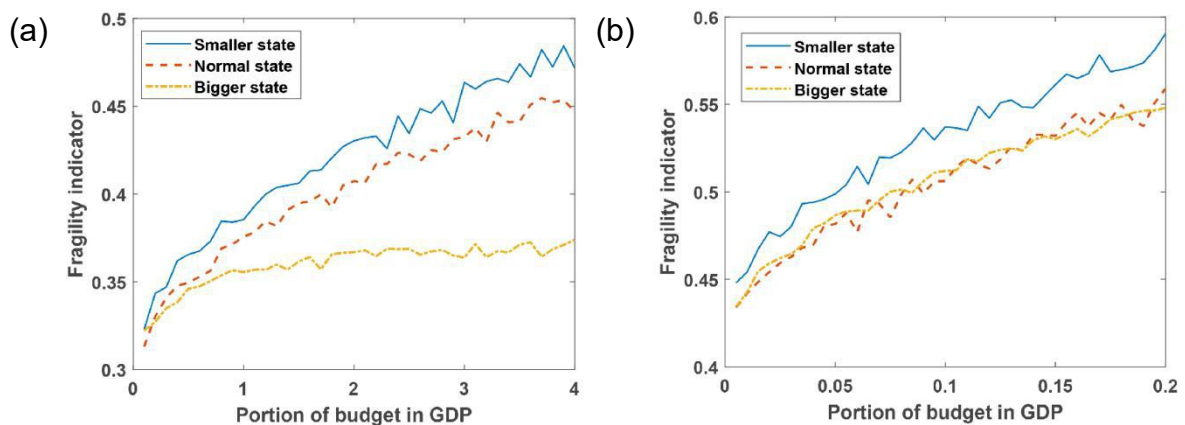 (a)
0.5
0.45
0.4
0.35
0.3
Fragility indicator
Smaller state
Normal state
Bigger state
0 1 2 3 4
Portion of budget in GDP
(b)
0.6
0.55
0.5
0.45
0.4
Fragility indicator
Smaller state
Normal state
Bigger state
0 0.05 0.1 0.15 0.2
Portion of budget in GDP